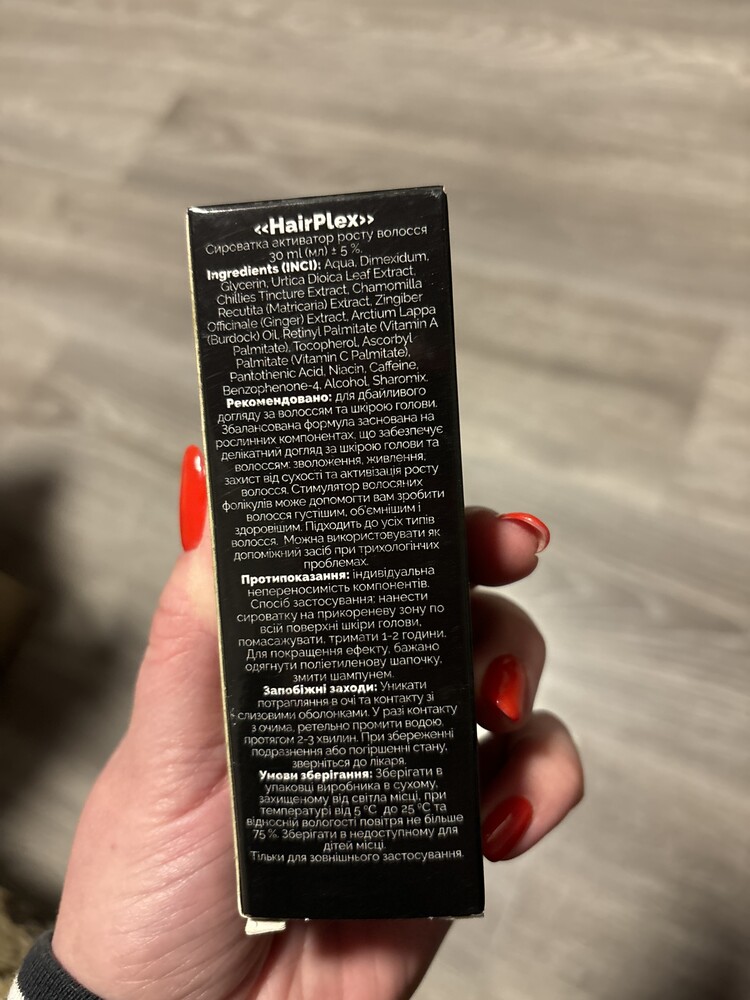 «HairPlex»
Сироватка активатор росту волосся
30 ml (мл) ± 5 %.
Ingredients (INCI): Aqua, Dimexidum,
Glycerin, Urtica Dioica Leaf Extract,
Chillies Tincture Extract, Chamomilla
Recutita (Matricaria) Extract, Zingiber
Officinale (Ginger) Extract, Arctium Lappa
(Burdock) Oil, Retinyl Palmitate (Vitamin A
Palmitate), Tocopherol, Ascorbyl
Palmitate (Vitamin C Palmitate),
Pantothenic Acid, Niacin, Caffeine,
Benzophenone-4, Alcohol, Sharomix.
Рекомендовано: для дбайливого
догляду за волоссям та шкірою голови.
Збалансована формула заснована на
рослинних компонентах, що забезпечує
делікатний догляд за шкірою голови та
волоссям: зволоження, живлення,
захист від сухості та активізація росту
волосся. Стимулятор волосяних
фолікулів може допомогти вам зробити
волосся густішим, об'ємнішим і
здоровішим. Підходить до усіх типів
волосся. Можна використовувати як
допоміжний засіб при трихологінчих
проблемах.
Протипоказання: індивідуальна
непереносимість компонентів.
Спосіб застосування: нанести
сироватку на прикореневу зону по
всій поверхні шкіри голови,
помасажувати, тримати 1-2 години.
Для покращення ефекту, бажано
одягнути поліетиленову шапочку,
змити шампунем.
Запобіжні заходи: Уникати
потрапляння в очі та контакту зі
слизовими оболонками. У разі контакту
з очима, ретельно промити водою,
протягом 2-3 хвилин. При збереженні
подразнення або погіршенні стану,
зверніться до лікаря.
Умови зберігання: Зберігати в
упаковці виробника в сухому,
захищеному від світла місці, при
температурі від 5 °C до 25 °C та
відносній вологості повітря не більше
75 %. Зберігати в недоступному для
дітей місці.
Тільки для зовнішнього застосування.